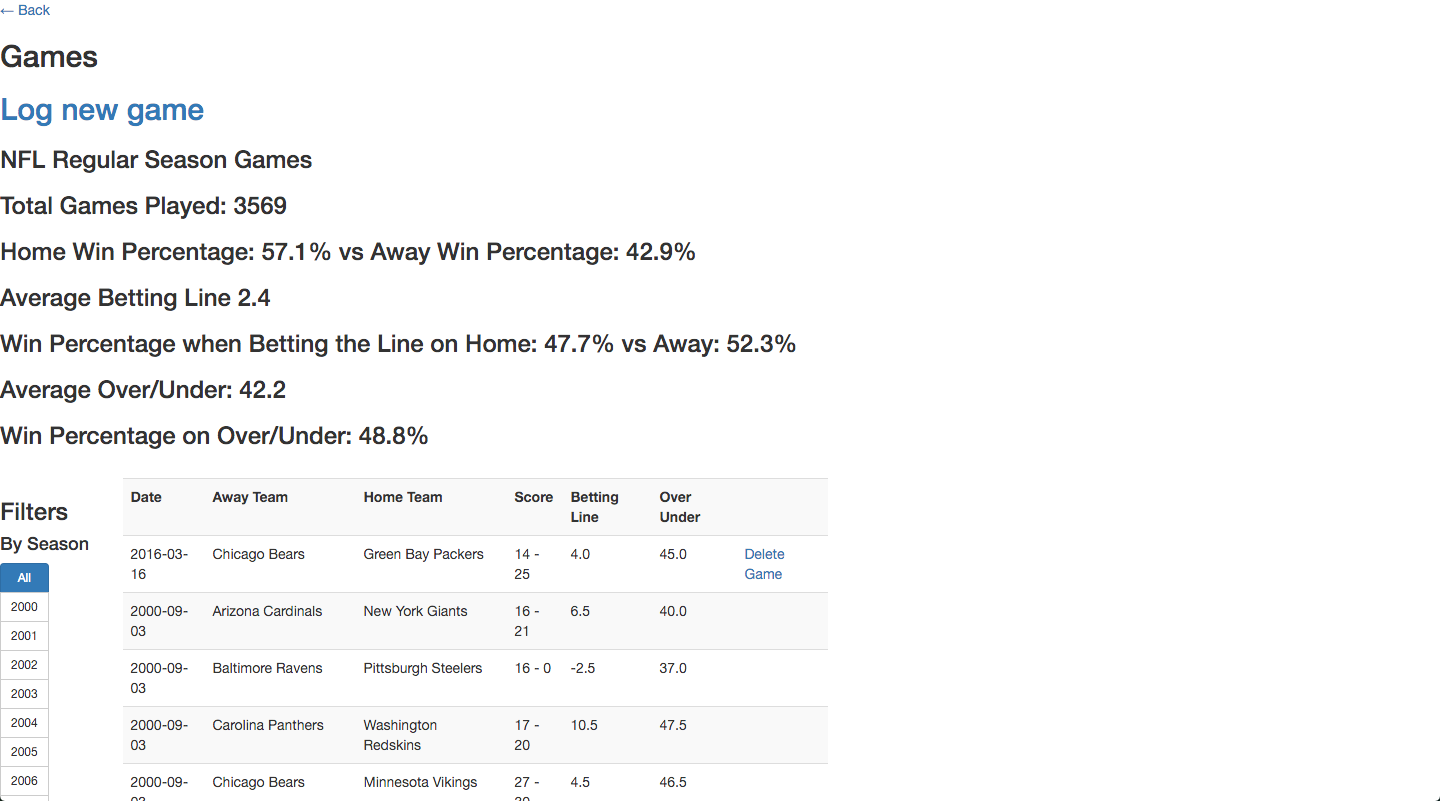 ← Back
Games
Log new game
NFL Regular Season Games
Total Games Played: 3569
Home Win Percentage: 57.1% vs Away Win Percentage: 42.9%
Average Betting Line 2.4
Win Percentage when Betting the Line on Home: 47.7% vs Away: 52.3%
Average Over/Under: 42.2
Win Percentage on Over/Under: 48.8%
Filters
By Season
All
2000
2001
2002
2003
2004
2005
2006
Date Away Team Home Team Score Betting Over
Line Under
2016-03- Chicago Bears Green Bay Packers 14 - 4.0 45.0 Delete
16 25 Game
2000-09- Arizona Cardinals New York Giants 16 - 6.5 40.0
03 21
2000-09- Baltimore Ravens Pittsburgh Steelers 16 - 0 -2.5 37.0
03
2000-09- Carolina Panthers Washington 17 - 10.5 47.5
03 Redskins 20
2000-09- Chicago Bears Minnesota Vikings 27 - 4.5 46.5
03 30